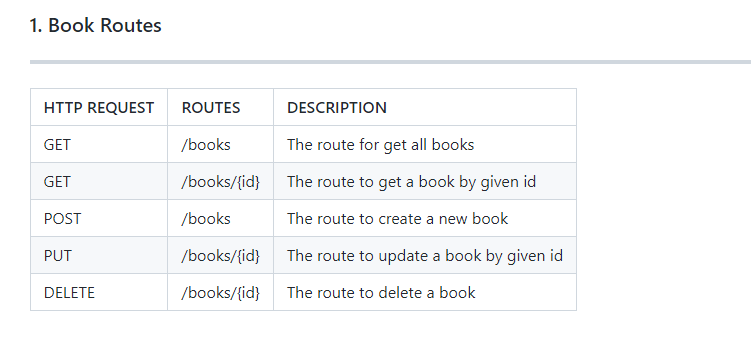 1. Book Routes
HTTP REQUEST ROUTES DESCRIPTION
GET /books The route for get all books
GET /books/{id} The route to get a book by given id
POST /books The route to create a new book
PUT /books/{id} The route to update a book by given id
DELETE /books/{id} The route to delete a book